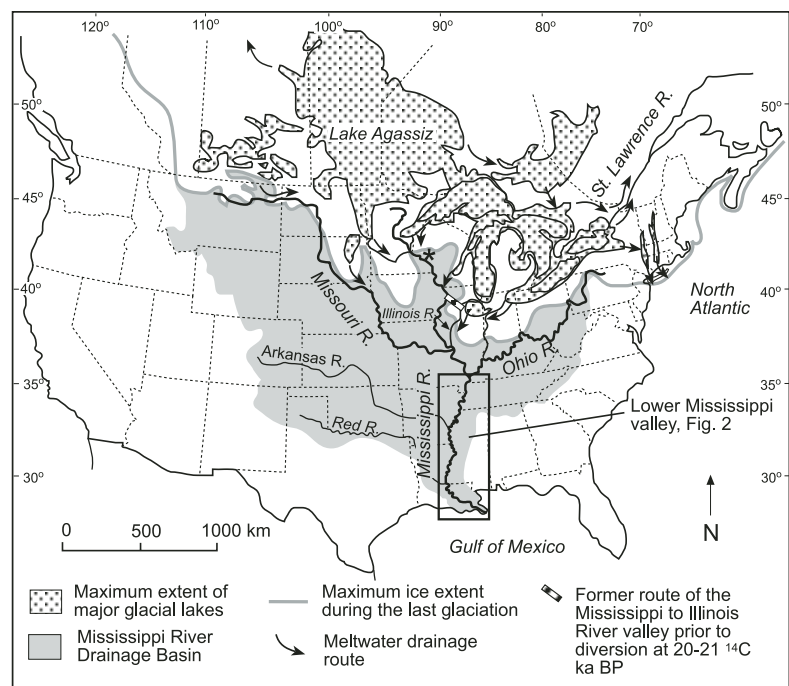 120°
110°
100°
90°
80°
50°
50°
Lake Agassiz
St. Lawrence R.
45°
45°
*
40°
40°
North
Atlantic
Missouri R.
Illinois R.
Ohio R.
Arkansas R.
35°
35°
Mississippi R.
Lower Mississippi
valley, Fig. 2
Red R.
30°
30°
0 500 1000 km
N
Gulf of Mexico
Maximum extent of
major glacial lakes
Mississippi River
Drainage Basin
Maximum ice extent
during the last glaciation
Meltwater drainage
route
Former route of the
Mississippi to Illinois
River valley prior to
diversion at 20-21 ¹⁴C
ka BP